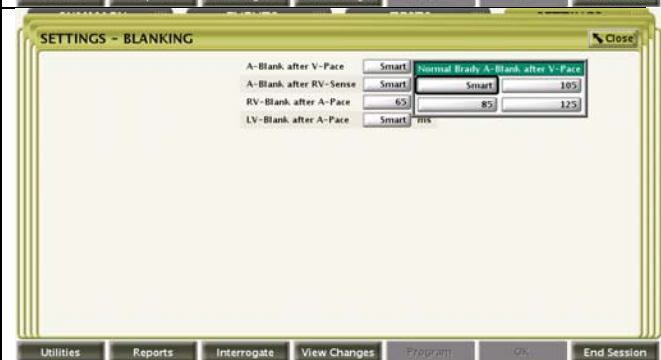 SETTINGS - BLANKING
Close
A-Blank after V-Pace Smart
A-Blank after RV-Sense Smart
RV-Blank after A-Pace 65
LV-Blank after A-Pace Smart ms
Normal Brady A-Blank after V-Pace
Smart 105
85 125
Utilities Reports Interrogate View Changes Program OK End Session